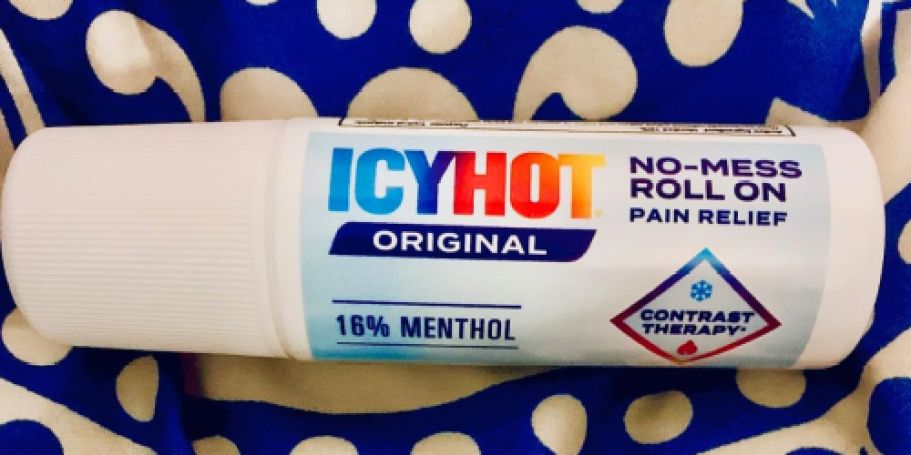 ICYHOT
ORIGINAL
16% MENTHOL
NO-MESS
ROLL ON
PAIN RELIEF
CONTRAST
THERAPY